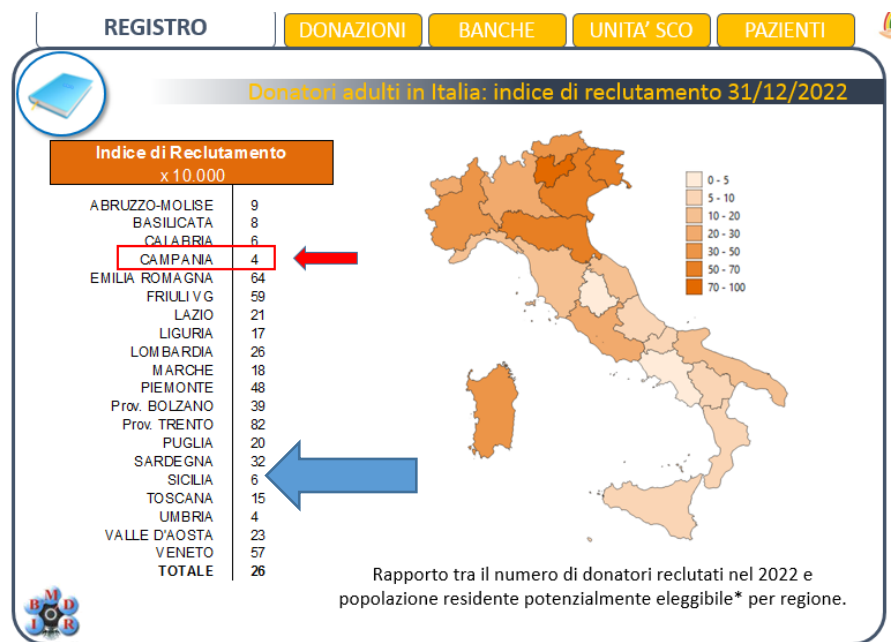 REGISTRO
DONAZIONI
BANCHE
UNITA’ SCO
PAZIENTI
Donatori adulti in Italia: indice di reclutamento 31/12/2022
Indice di Reclutamento
x 10.000
ABRUZZO-MOLISE 9
BASILICATA 8
CALABRIA 6
CAMPANIA 4
EMILIA ROMAGNA 64
FRIULI V G 59
LAZIO 21
LIGURIA 17
LOMBARDIA 26
MARCHE 18
PIEMONTE 48
Prov. BOLZANO 39
Prov. TRENTO 82
PUGLIA 20
SARDEGNA 32
SICILIA 6
TOSCANA 15
UMBRIA 4
VALLE D'AOSTA 23
VENETO 57
TOTALE 26
0 - 5
5 - 10
10 - 20
20 - 30
30 - 50
50 - 70
70 - 100
Rapporto tra il numero di donatori reclutati nel 2022 e
popolazione residente potenzialmente eleggibile* per regione.
IBMDR